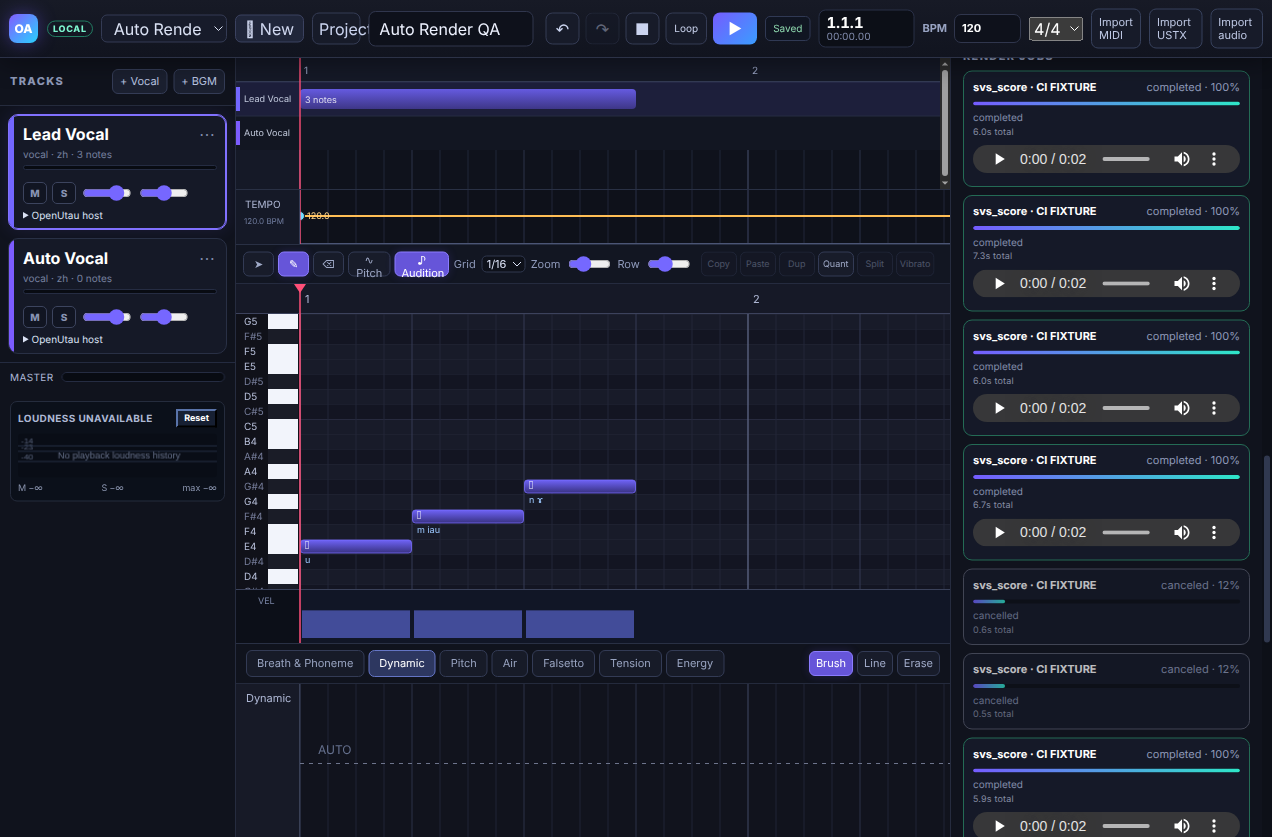 OA
LOCAL
Auto Rende
New
Project
Auto Render QA
Loop
Saved
1.1.1
00:00.00
BPM
120
4/4
Import
MIDI
Import
USTX
Import
audio
TRACKS
+ Vocal
+ BGM
Lead Vocal
vocal · zh · 3 notes
M
S
OpenUtau host
Auto Vocal
vocal · zh · 0 notes
M
S
OpenUtau host
MASTER
LOUDNESS UNAVAILABLE
Reset
-14
-23
-40
No playback loudness history
M −∞
S −∞
max −∞
1
2
Lead Vocal
3 notes
Auto Vocal
TEMPO
120.0 BPM
120.0
Pitch
Audition
Grid
1/16
Zoom
Row
Copy
Paste
Dup
Quant
Split
Vibrato
1
2
G5
F#5
F5
E5
D#5
D5
C#5
C5
B4
A#4
A4
G#4
G4
n ɤ
F#4
F4
m iau
E4
D#4
u
D4
VEL
Breath & Phoneme
Dynamic
Pitch
Air
Falsetto
Tension
Energy
Brush
Line
Erase
Dynamic
AUTO
RENDER JOBS
svs_score · CI FIXTURE
completed · 100%
completed
6.0s total
0:00 / 0:02
svs_score · CI FIXTURE
completed · 100%
completed
7.3s total
0:00 / 0:02
svs_score · CI FIXTURE
completed · 100%
completed
6.0s total
0:00 / 0:02
svs_score · CI FIXTURE
completed · 100%
completed
6.7s total
0:00 / 0:02
svs_score · CI FIXTURE
canceled · 12%
cancelled
0.6s total
svs_score · CI FIXTURE
canceled · 12%
cancelled
0.5s total
svs_score · CI FIXTURE
completed · 100%
completed
5.9s total
0:00 / 0:02